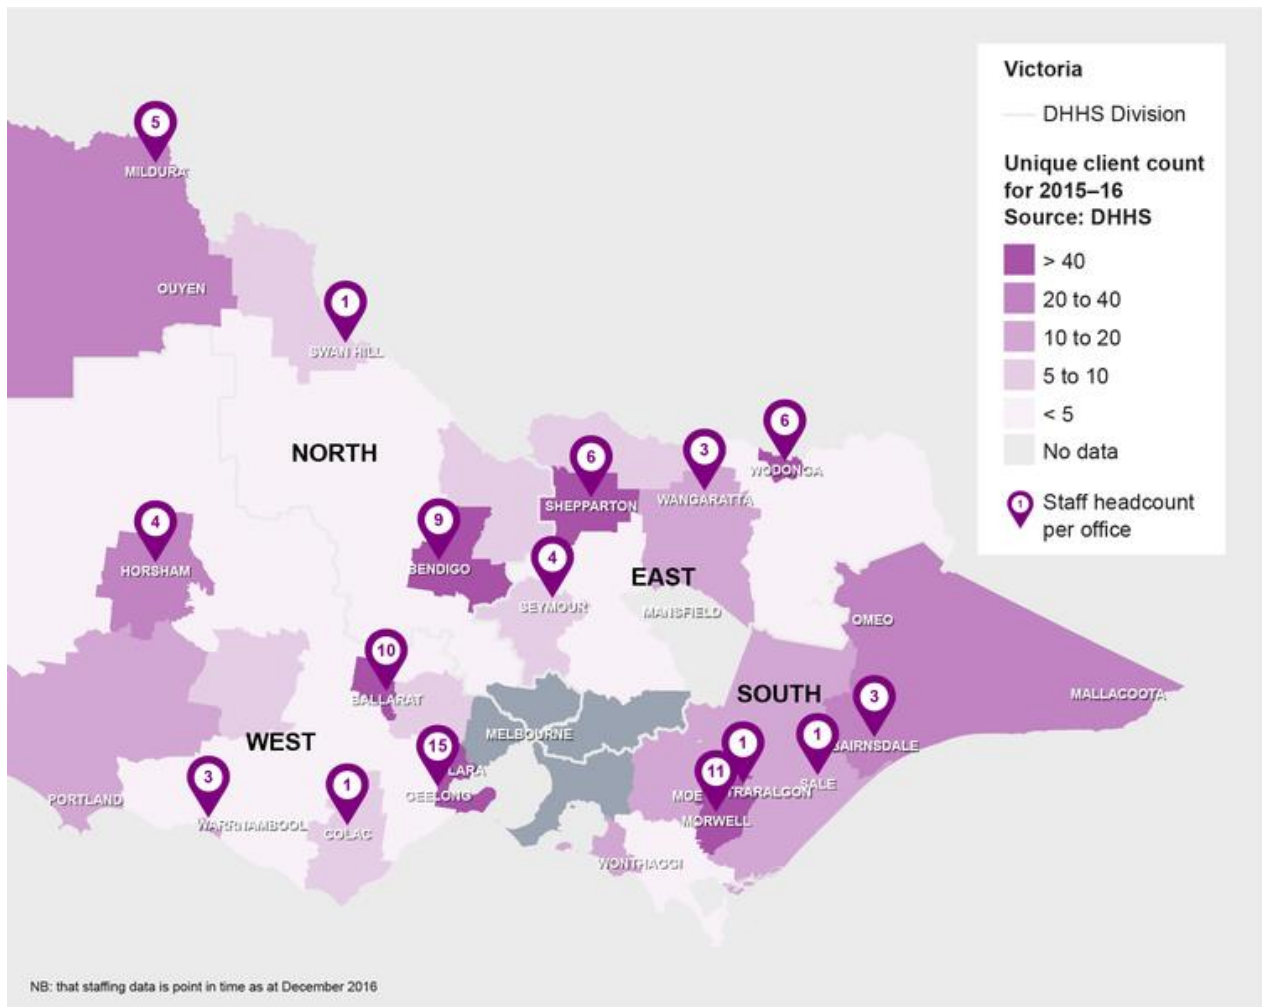 Victoria
DHHS Division
Unique client count
for 2015–16
Source: DHHS
> 40
20 to 40
10 to 20
5 to 10
< 5
No data
1
Staff headcount
per office
5
MILDURA
OUYEN
1
SWAN HILL
NORTH
6
WODONGA
3
WANGARATTA
6
SHEPPARTON
9
BENDIGO
4
HORSHAM
4
SEYMOUR
EAST
MANSFIELD
OMEO
10
BALLARAT
SOUTH
MALLACOOTA
3
BAIRNSDALE
WEST
MELBOURNE
15
LARA
GEELONG
1
SALE
1
TRARALGON
11
MOE
MORWELL
3
WARRNAMBOOL
1
COLAC
PORTLAND
WONTHAGGI
NB: that staffing data is point in time as at December 2016